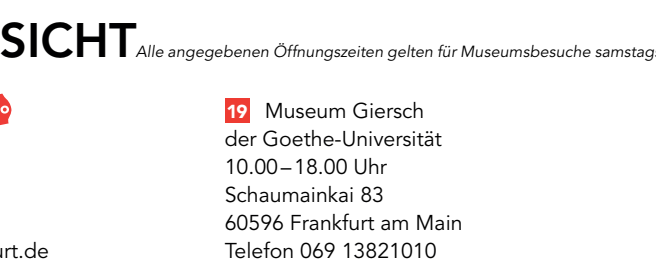 SICHT Alle angegebenen Öffnungszeiten gelten für Museumsbesuche samstags
19 Museum Giersch
der Goethe-Universität
10.00–18.00 Uhr
Schaumainkai 83
60596 Frankfurt am Main
urt.de
Telefon 069 13821010